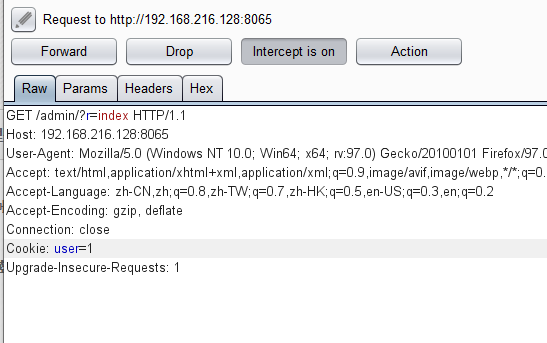 Request to http://192.168.216.128:8065
Forward Drop Intercept is on Action
Raw Params Headers Hex
GET /admin/?r=index HTTP/1.1
Host: 192.168.216.128:8065
User-Agent: Mozilla/5.0 (Windows NT 10.0; Win64; x64; rv:97.0) Gecko/20100101 Firefox/97.0
Accept: text/html,application/xhtml+xml,application/xml;q=0.9,image/avif,image/webp,*/*;q=0.
Accept-Language: zh-CN,zh;q=0.8,zh-TW;q=0.7,zh-HK;q=0.5,en-US;q=0.3,en;q=0.2
Accept-Encoding: gzip, deflate
Connection: close
Cookie: user=1
Upgrade-Insecure-Requests: 1